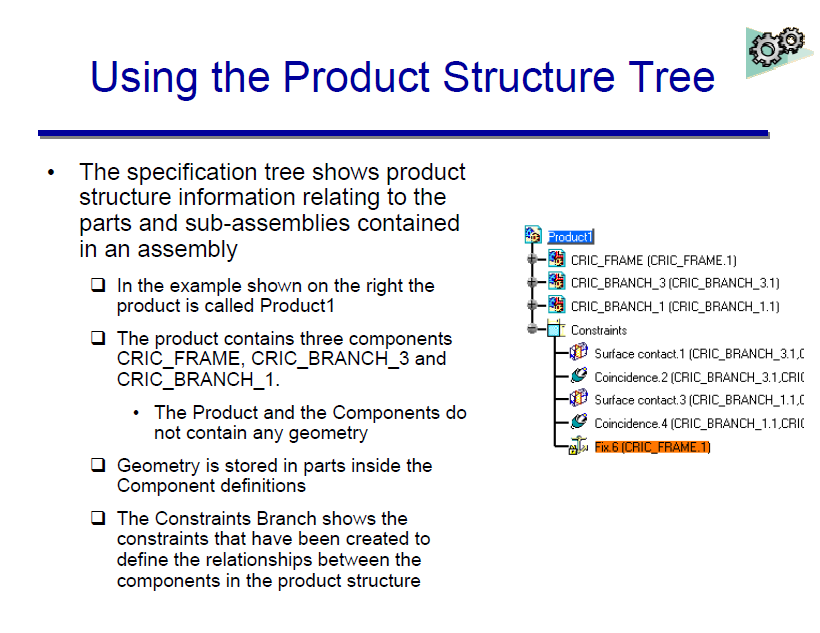 Using the Product Structure Tree
• The specification tree shows product
structure information relating to the
parts and sub-assemblies contained
in an assembly
❑ In the example shown on the right the
product is called Product1
❑ The product contains three components
CRIC_FRAME, CRIC_BRANCH_3 and
CRIC_BRANCH_1.
• The Product and the Components do
not contain any geometry
❑ Geometry is stored in parts inside the
Component definitions
❑ The Constraints Branch shows the
constraints that have been created to
define the relationships between the
components in the product structure
Product1
CRIC_FRAME (CRIC_FRAME.1)
CRIC_BRANCH_3 (CRIC_BRANCH_3.1)
CRIC_BRANCH_1 (CRIC_BRANCH_1.1)
Constraints
Surface contact.1 (CRIC_BRANCH_3.1,C
Coincidence.2 (CRIC_BRANCH_3.1,CRIC
Surface contact.3 (CRIC_BRANCH_1.1,C
Coincidence.4 (CRIC_BRANCH_1.1,CRIC
Fix.6 (CRIC_FRAME.1)